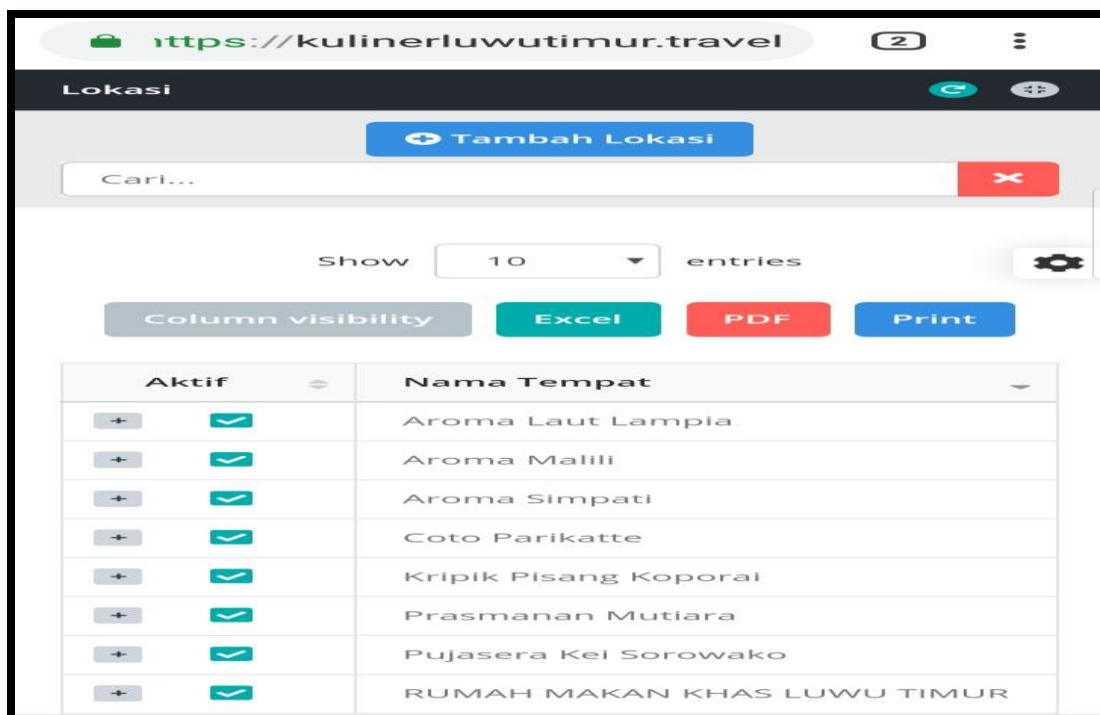 ttps://kulinerluwutimur.travel 2
Lokasi
Tambah Lokasi
Cari...
Show 10 entries
Column visibility Excel PDF Print
Aktif Nama Tempat
Aroma Laut Lampia
Aroma Malili
Aroma Simpati
Coto Parikatte
Kripik Pisang Koporai
Prasmanan Mutiara
Pujasera Kei Sorowako
RUMAH MAKAN KHAS LUWU TIMUR